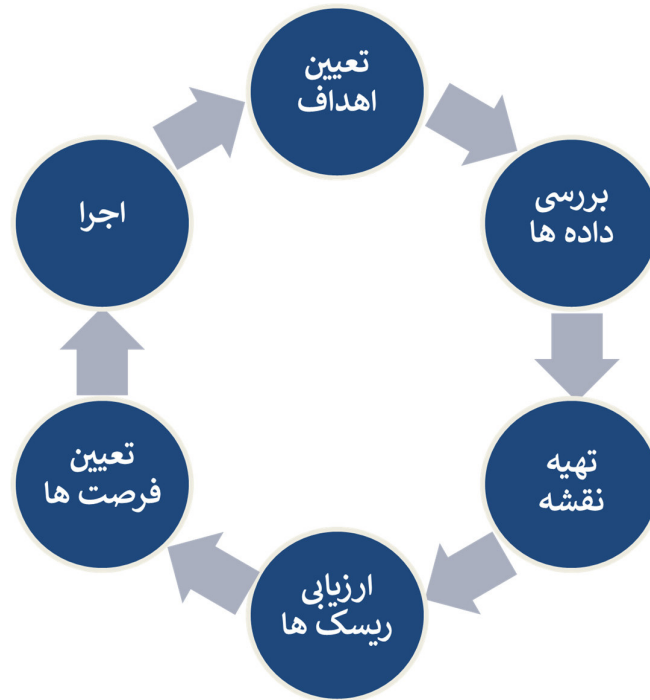 تعیین
اهداف
بررسی
داده ها
تهیه
نقشه
ارزیابی
ریسک ها
تعیین
فرصت ها
اجرا